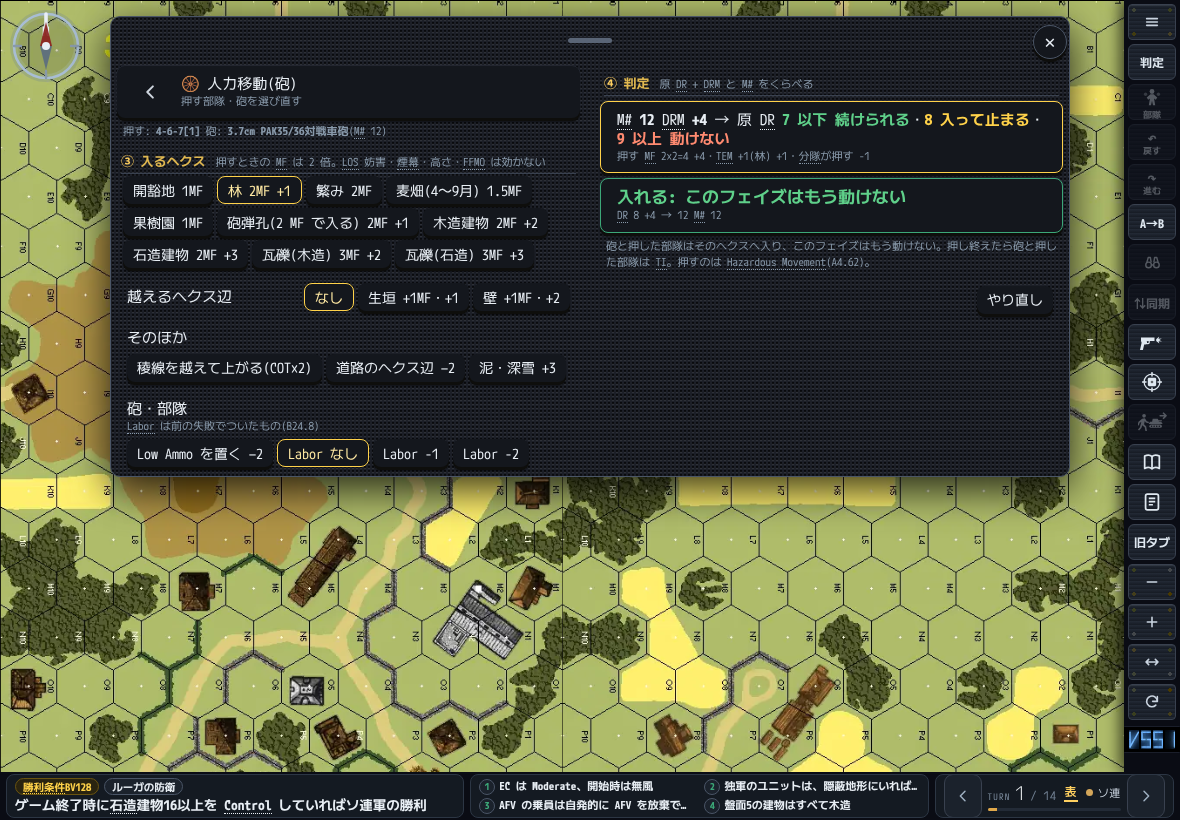 人力移動(砲)
押す部隊・砲を選び直す
押す: 4-6-7[1] 砲: 3.7cm PAK35/36対戦車砲(M# 12)
③ 入るヘクス 押すときの MF は 2 倍。LOS 妨害・煙幕・高さ・FFMO は効かない
開豁地 1MF 林 2MF +1 繁み 2MF 麦畑(4〜9月) 1.5MF
果樹園 1MF 砲弾孔(2 MF で入る) 2MF +1 木造建物 2MF +2
石造建物 2MF +3 瓦礫(木造) 3MF +2 瓦礫(石造) 3MF +3
越えるヘクス辺 なし 生垣 +1MF・+1 壁 +1MF・+2
そのほか
稜線を越えて上がる(COTx2) 道路のヘクス辺 −2 泥・深雪 +3
砲・部隊
Labor は前の失敗でついたもの(B24.8)
Low Ammo を置く −2 Labor なし Labor -1 Labor -2
④ 判定 原 DR + DRM と M# をくらべる
M# 12 DRM +4 → 原 DR 7 以下 続けられる・8 入って止まる・
9 以上 動けない
押す MF 2x2=4 +4・TEM +1(林) +1・分隊が押す -1
入れる: このフェイズはもう動けない
DR 8 +4 → 12 M# 12
砲と押した部隊はそのヘクスへ入り、このフェイズはもう動けない。押し終えたら砲と押し
た部隊は TI。押すのは Hazardous Movement(A4.62)。
やり直し
判定
部隊
戻す
進む
A→B
⇅同期
旧タブ
勝利条件BV128 ルーガの防衛
ゲーム終了時に石造建物16以上を Control していればソ連軍の勝利
1 EC は Moderate、開始時は無風
2 独軍のユニットは、隠蔽地形にいれば…
3 AFV の乗員は自発的に AFV を放棄で…
4 盤面5の建物はすべて木造
TURN 1 / 14 表 ソ連